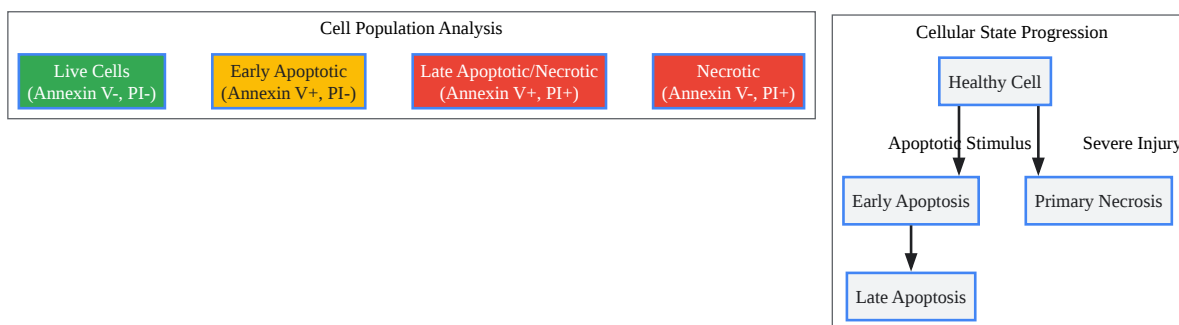 Cell Population Analysis
Live Cells
(Annexin V-, PI-)
Early Apoptotic
(Annexin V+, PI-)
Late Apoptotic/Necrotic
(Annexin V+, PI+)
Necrotic
(Annexin V-, PI+)
Cellular State Progression
Healthy Cell
Apoptotic Stimulus
Severe Injury
Early Apoptosis
Primary Necrosis
Late Apoptosis